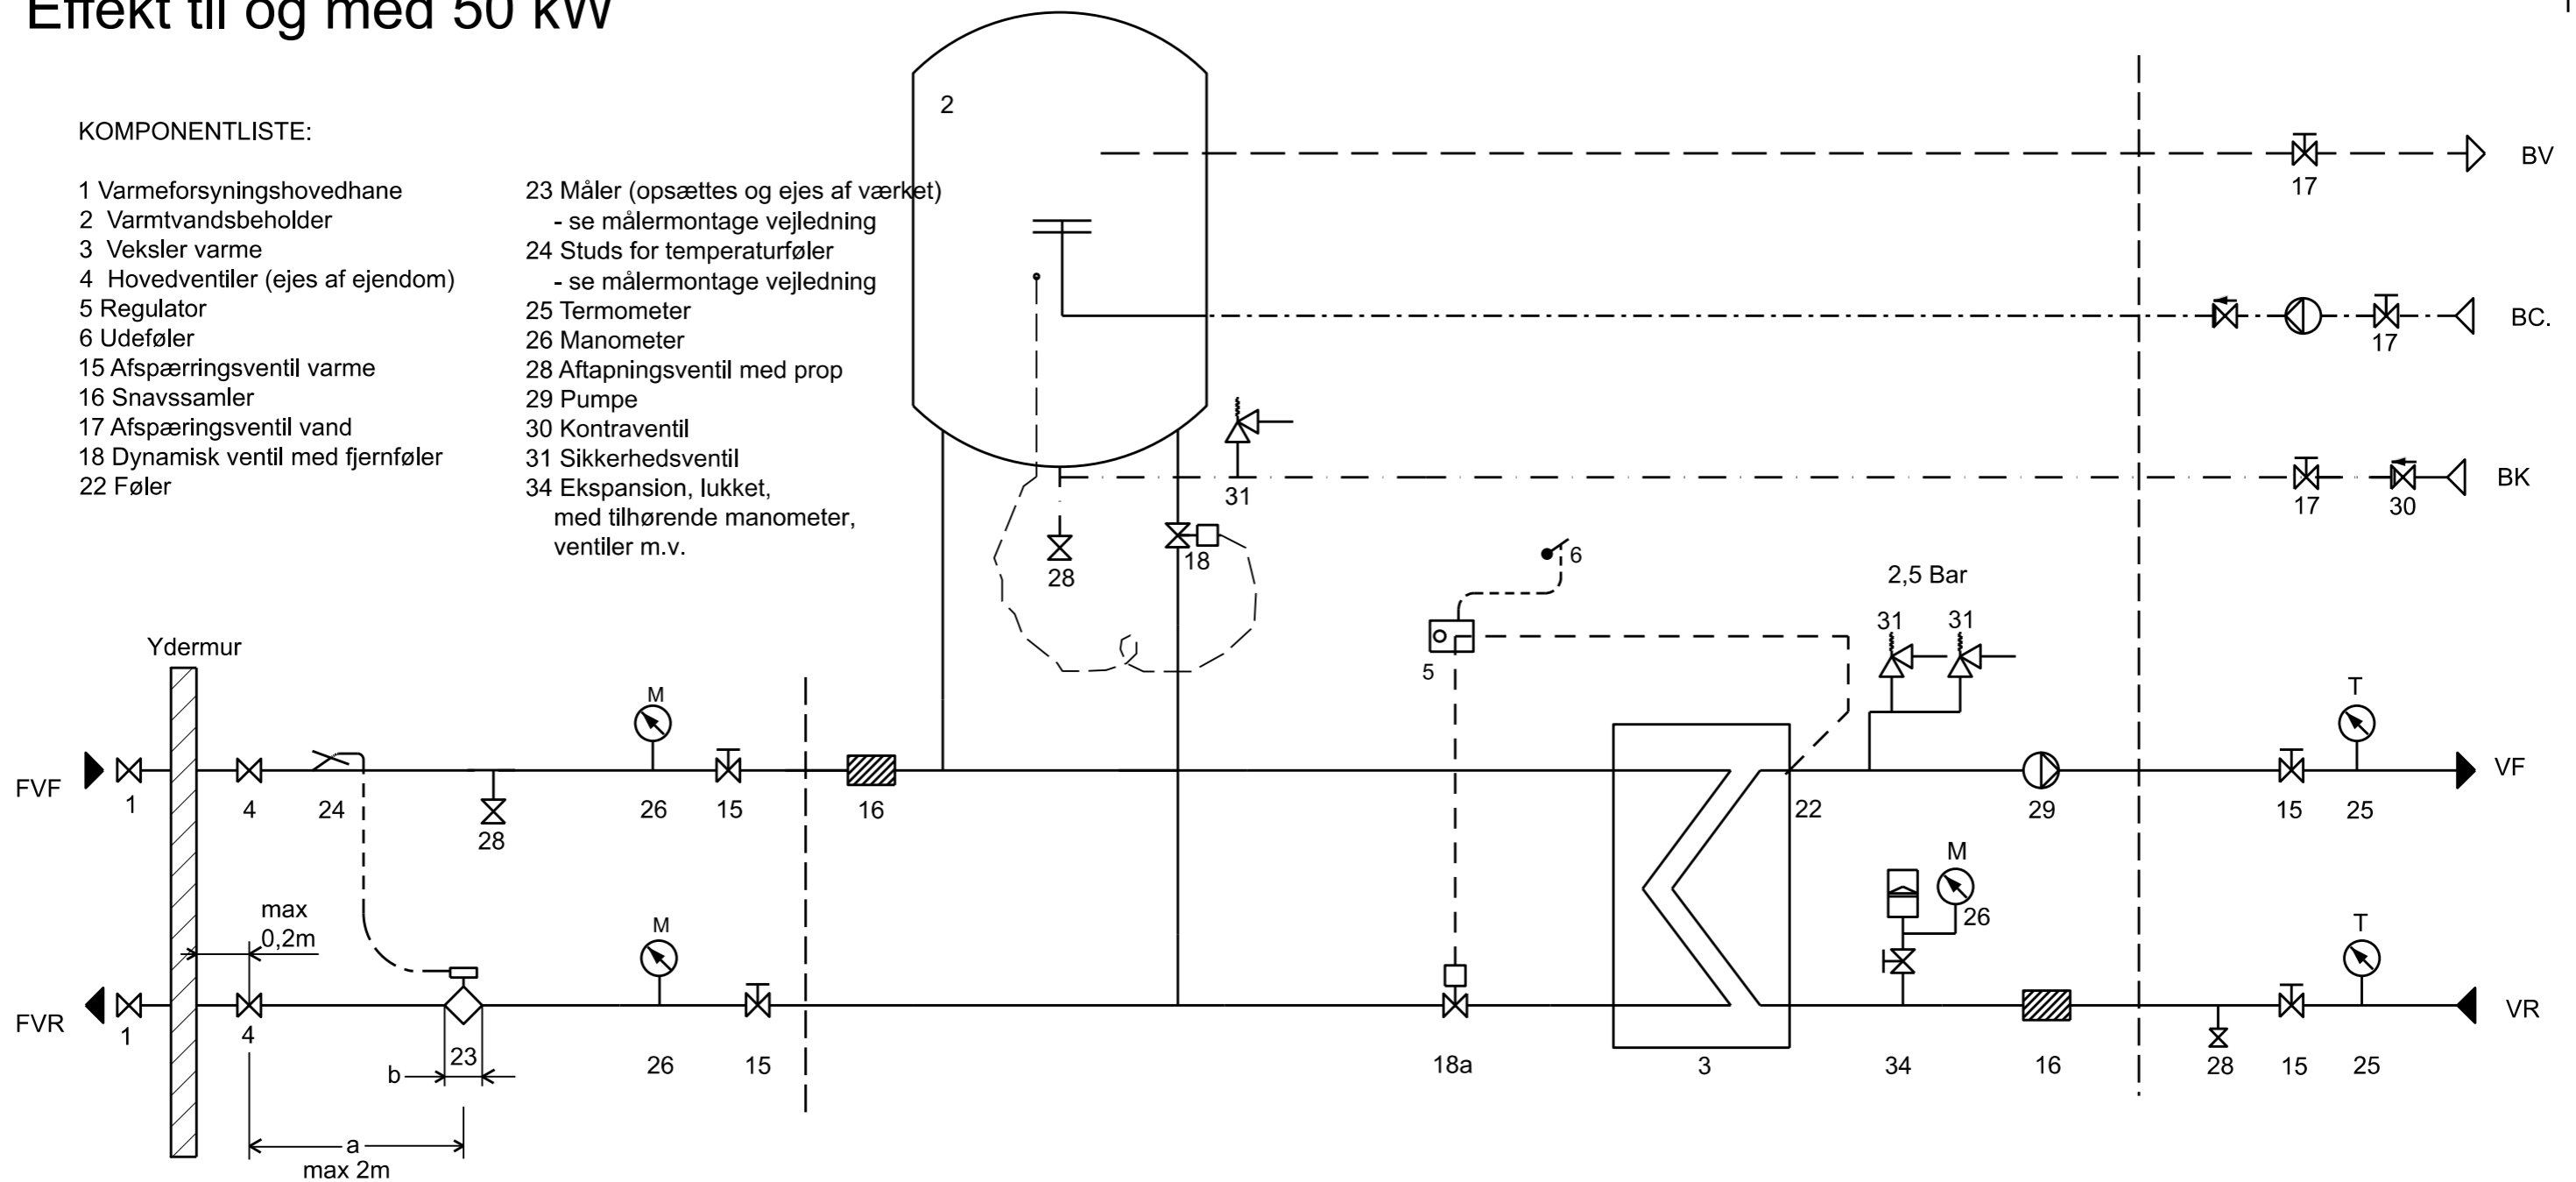 Effekt til og med 50 kW
KOMPONENTLISTE:
1 Varmeforsyningshovedhane
2 Varmtvandsbeholder
3 Veksler varme
4 Hovedventiler (ejes af ejendom)
5 Regulator
6 Udeføler
15 Afspærringsventil varme
16 Snavssamler
17 Afspæringsventil vand
18 Dynamisk ventil med fjernføler
22 Føler
23 Måler (opsættes og ejes af værket)
- se målermontage vejledning
24 Studs for temperaturføler
- se målermontage vejledning
25 Termometer
26 Manometer
28 Aftapningsventil med prop
29 Pumpe
30 Kontraventil
31 Sikkerhedsventil
34 Ekspansion, lukket,
med tilhørende manometer,
ventiler m.v.
2
BV
17
BC.
17
31
BK
17
30
28
18
6
2,5 Bar
31
31
5
Ydermur
M
T
FVF
1
4
24
28
26
15
16
22
29
15
25
VF
max
0,2m
M
M
26
T
FVR
1
4
23
b
26
15
18a
3
34
16
28
15
25
VR
a
max 2m